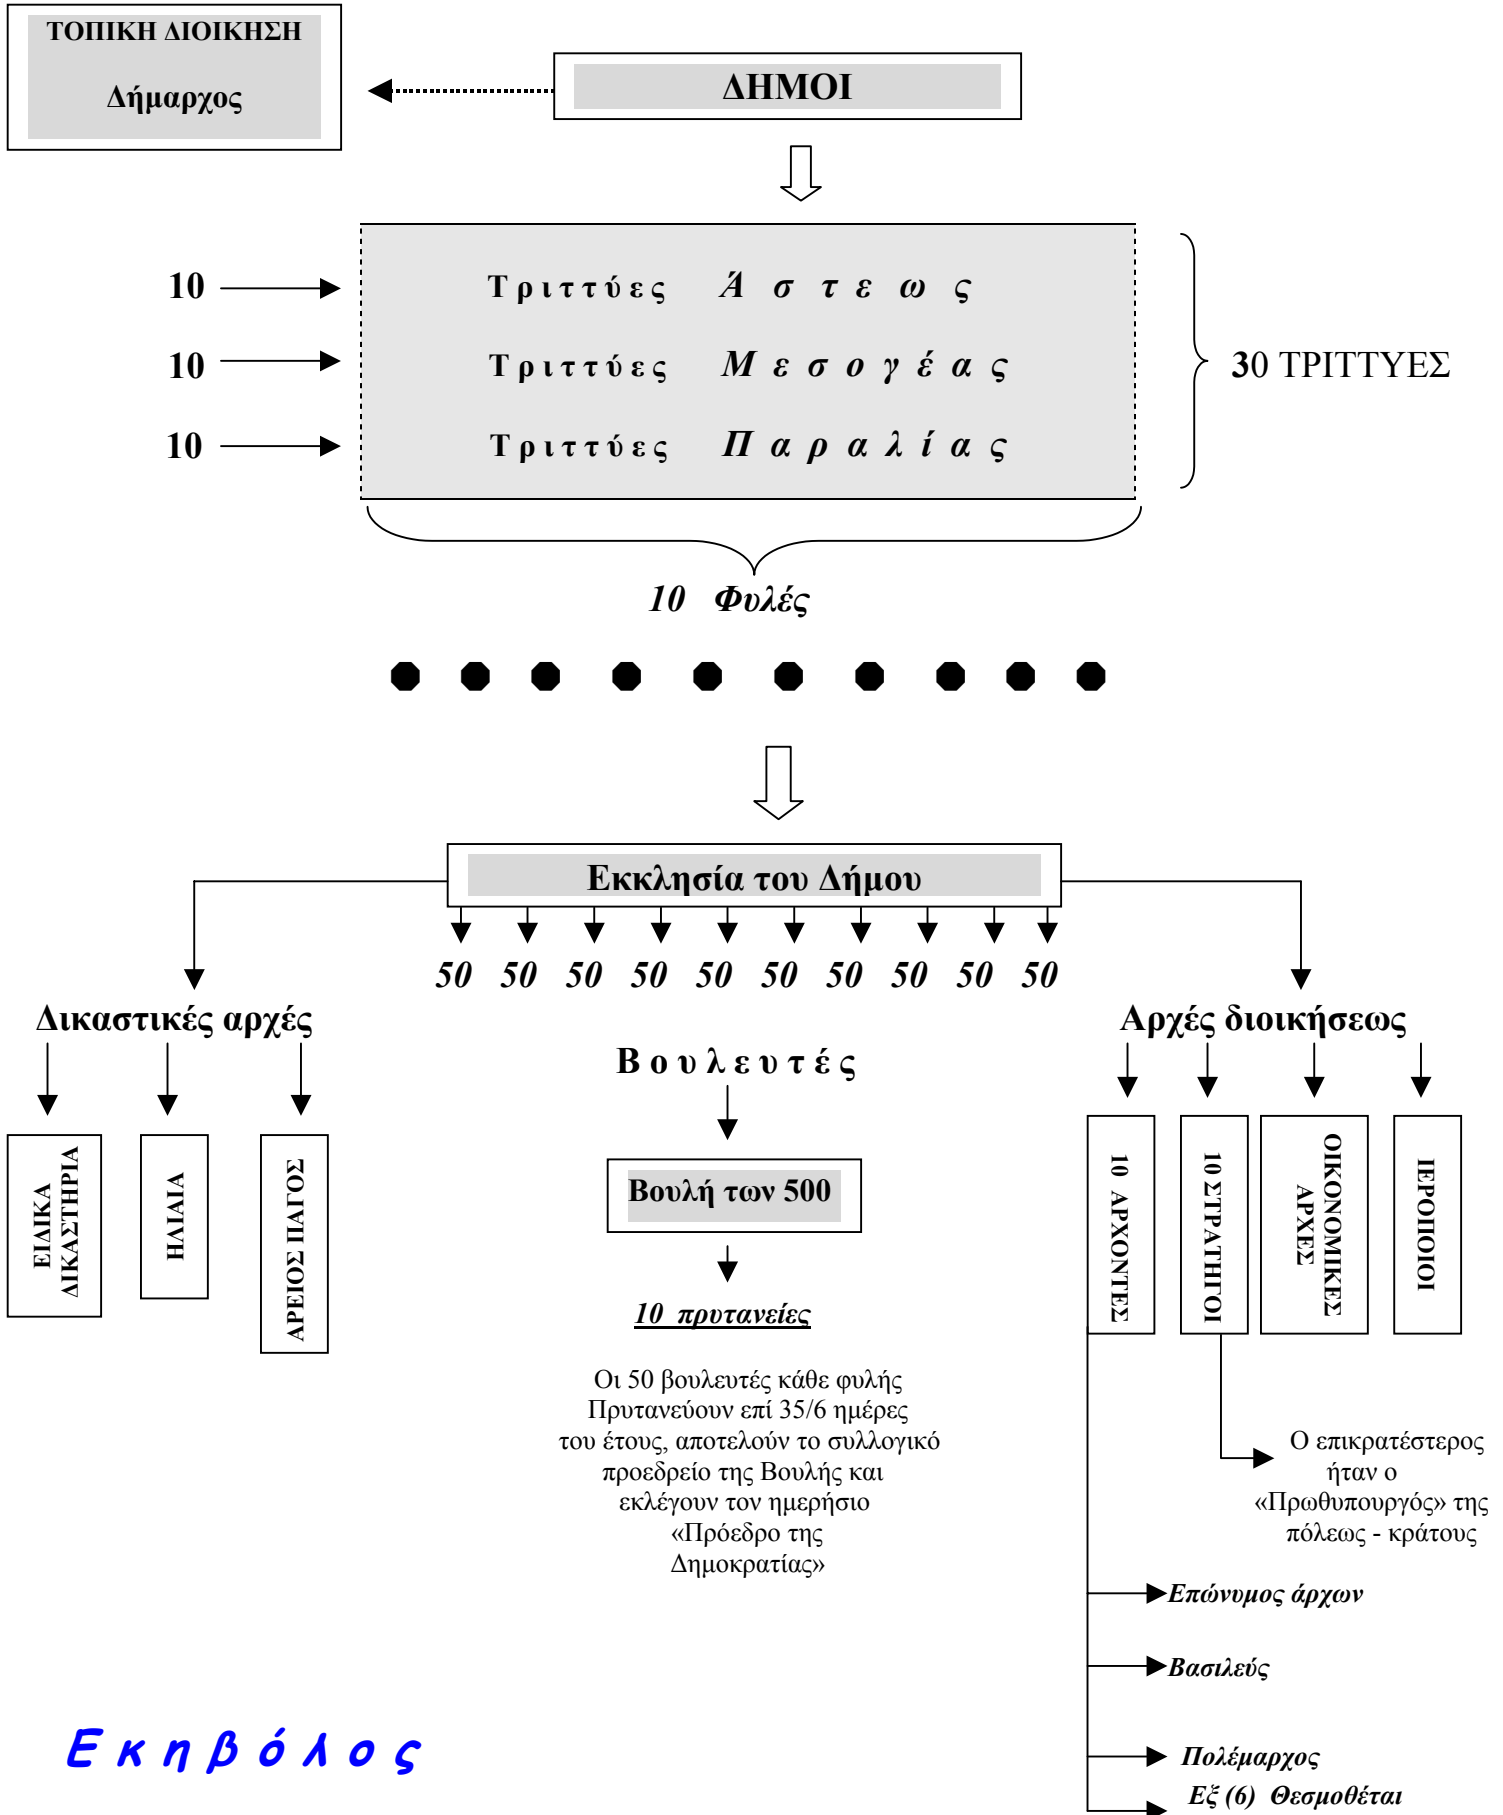 ΤΟΠΙΚΗ ΔΙΟΙΚΗΣΗ
Δήμαρχος
ΔΗΜΟΙ
10
Τριττύες Άστεως
10
Τριττύες Μεσογέας
10
Τριττύες Παραλίας
30 ΤΡΙΤΤΥΕΣ
10 Φυλές
Εκκλησία του Δήμου
50 50 50 50 50 50 50 50 50 50
Δικαστικές αρχές
ΕΙΔΙΚΑ
ΔΙΚΑΣΤΗΡΙΑ
ΗΛΙΑΙΑ
ΑΡΕΙΟΣ ΠΑΓΟΣ
Βουλευτές
Βουλή των 500
10 πρυτανείες
Οι 50 βουλευτές κάθε φυλής
Πρυτανεύουν επί 35/6 ημέρες
του έτους, αποτελούν το συλλογικό
προεδρείο της Βουλής και
εκλέγουν τον ημερήσιο
«Πρόεδρο της
Δημοκρατίας»
Αρχές διοικήσεως
10 ΑΡΧΟΝΤΕΣ
10 ΣΤΡΑΤΗΓΟΙ
ΟΙΚΟΝΟΜΙΚΕΣ
ΑΡΧΕΣ
ΙΕΡΟΠΟΙΟΙ
Ο επικρατέστερος
ήταν ο
«Πρωθυπουργός» της
πόλεως - κράτους
Επώνυμος άρχων
Βασιλεύς
Πολέμαρχος
Εξ (6) Θεσμοθέται
Εκηβόλος